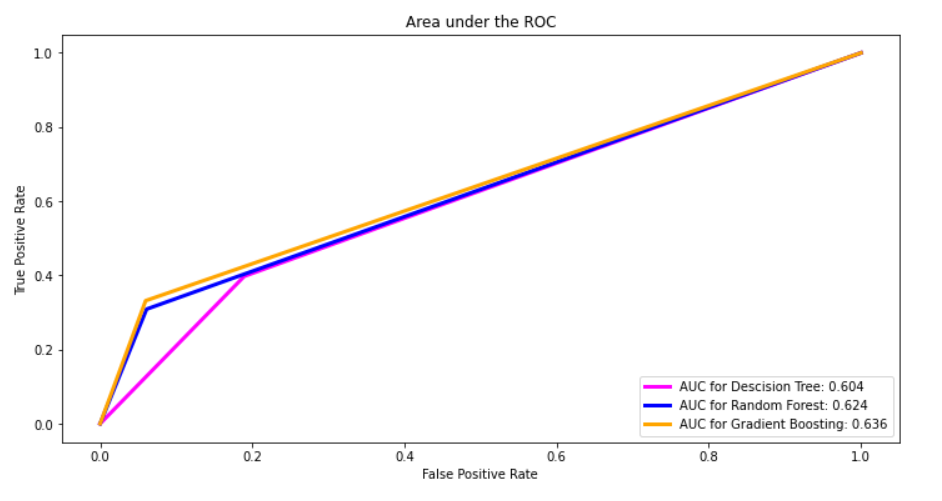 Area under the ROC
1.0
0.8
0.6
0.4
0.2
0.0
True Positive Rate
0.0 0.2 0.4 0.6 0.8 1.0
False Positive Rate
AUC for Descision Tree: 0.604
AUC for Random Forest: 0.624
AUC for Gradient Boosting: 0.636